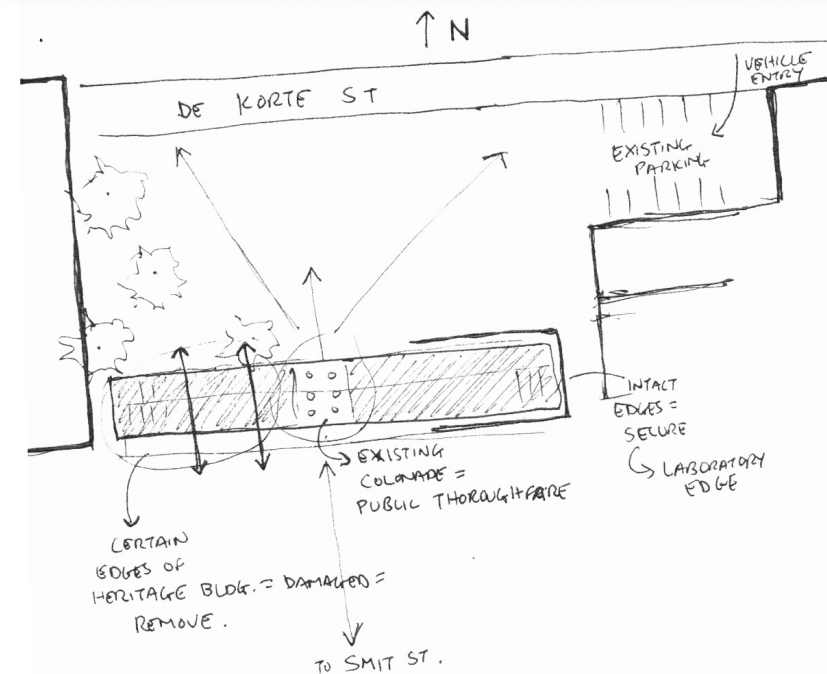 N
VEHICLE
ENTRY
DE KORTE ST
EXISTING
PARKING
INTACT
EDGES =
SECURE
LABORATORY
EDGE
EXISTING
COLONADE =
PUBLIC THOROUGHFARE
CERTAIN
EDGES OF
HERITAGE BLDG. = DAMAGED =
REMOVE.
TO SMIT ST.